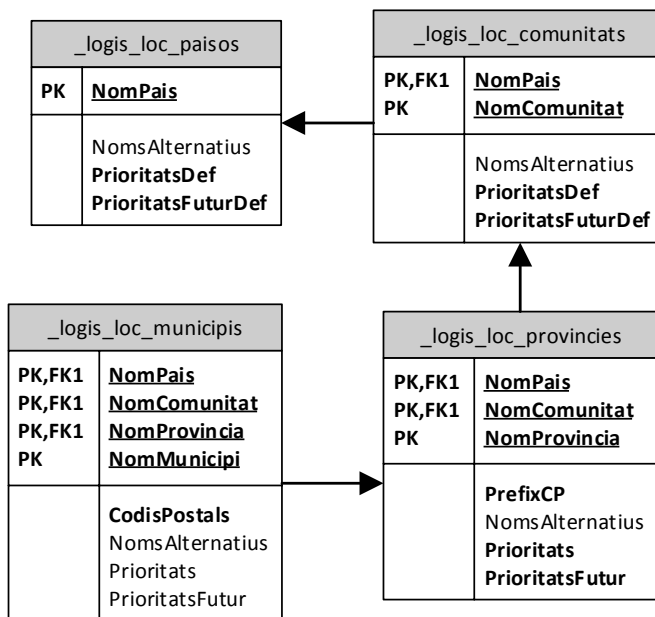 _logis_loc_paisos
PK NomPais
NomsAlternatius
PrioritatsDef
PrioritatsFuturDef
_logis_loc_comunitats
PK,FK1 NomPais
PK NomComunitat
NomsAlternatius
PrioritatsDef
PrioritatsFuturDef
_logis_loc_municipis
PK,FK1 NomPais
PK,FK1 NomComunitat
PK,FK1 NomProvincia
PK NomMunicipi
CodisPostals
NomsAlternatius
Prioritats
PrioritatsFutur
_logis_loc_provincies
PK,FK1 NomPais
PK,FK1 NomComunitat
PK NomProvincia
PrefixCP
NomsAlternatius
Prioritats
PrioritatsFutur